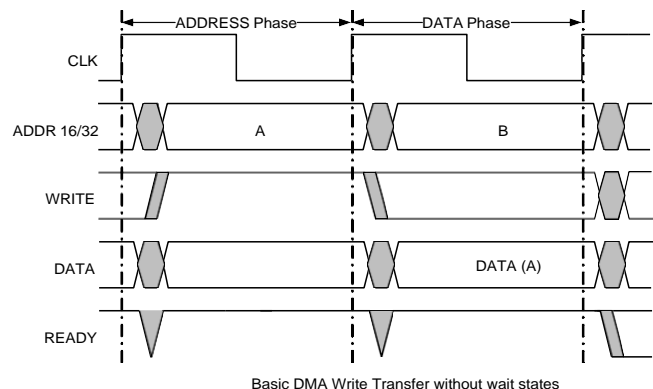 ADDRESS Phase DATA Phase
CLK
ADDR 16/32 A B
WRITE
DATA DATA (A)
READY
Basic DMA Write Transfer without wait states